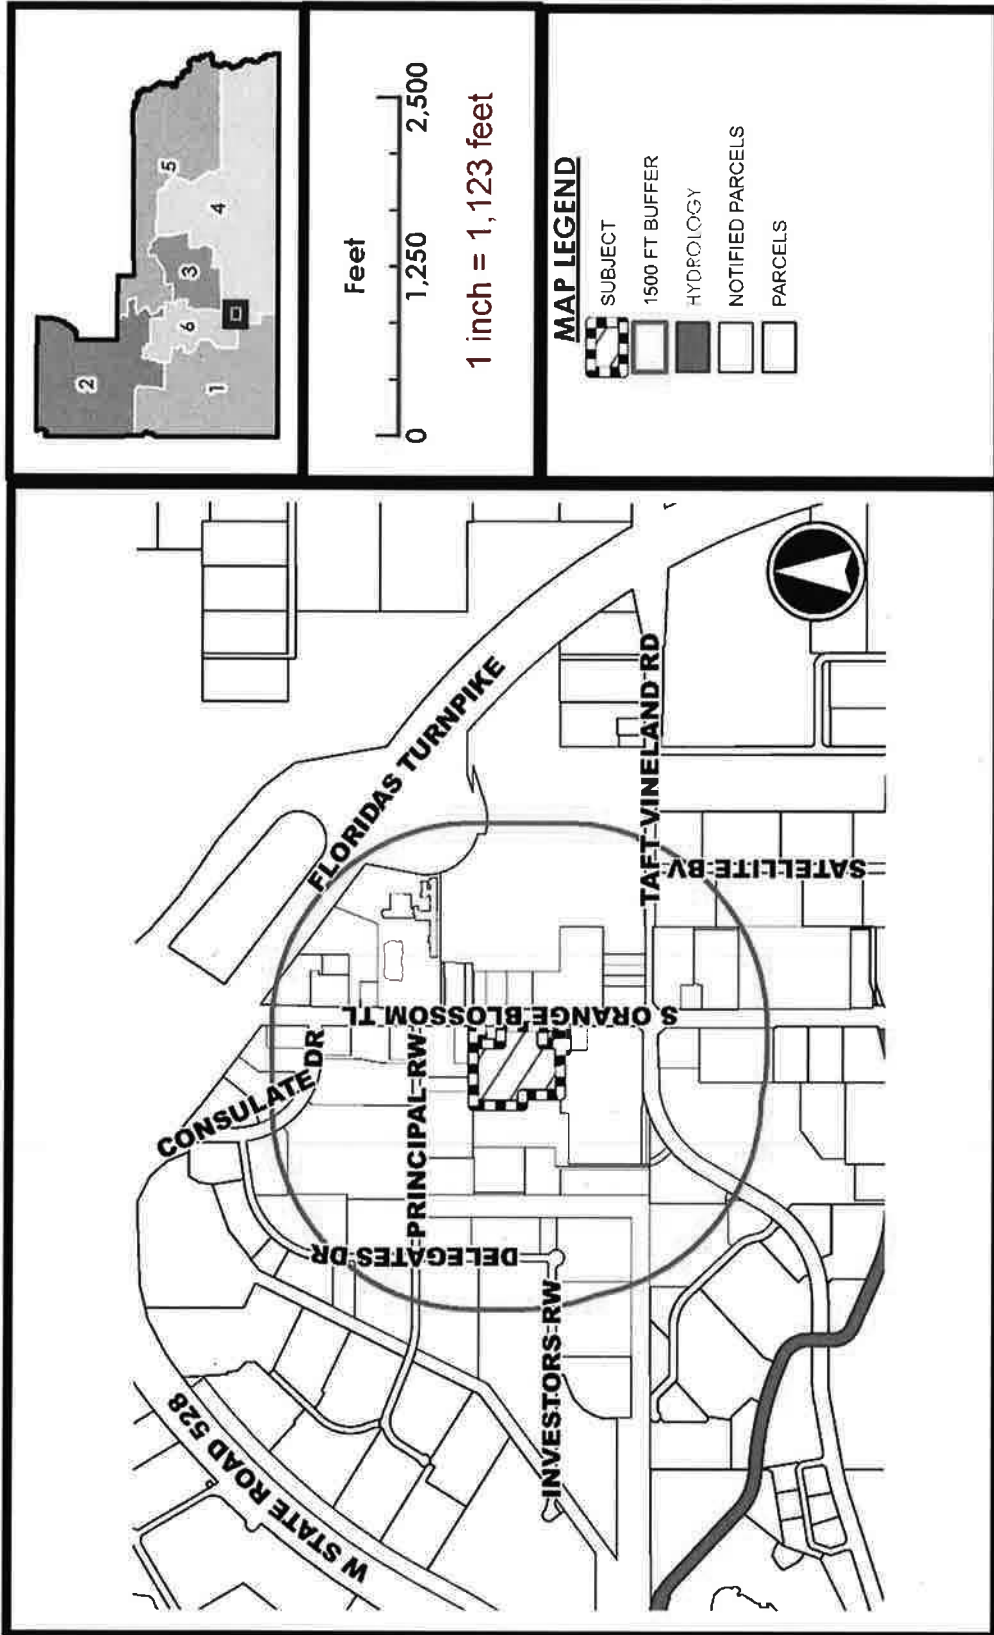 FLORIDAS TURNPIKE
CONSULATE DR
S ORANGE BLOSSOM TL
PRINCIPAL RW
DELEGATES DR
INVESTORS RW
W STATE ROAD 528
TAFT VINELAND RD
SATELLITE BV
2
5
1
6
3
4
Feet
0 1,250 2,500
1 inch = 1,123 feet
MAP LEGEND
SUBJECT
1500 FT BUFFER
HYDROLOGY
NOTIFIED PARCELS
PARCELS